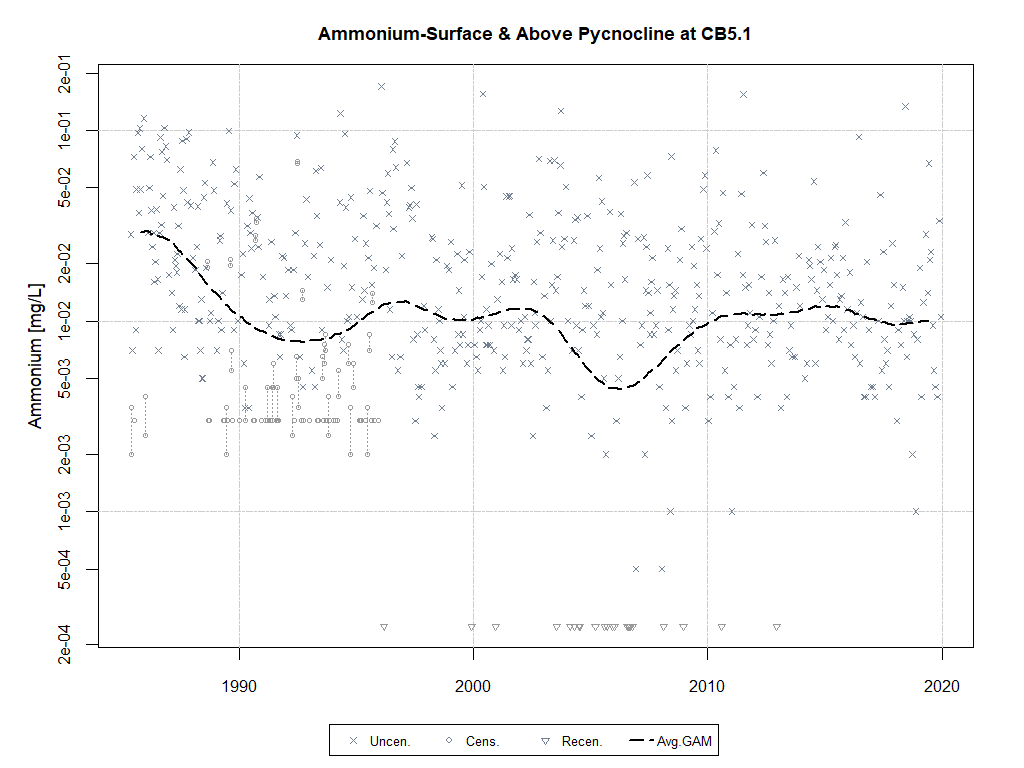 Ammonium-Surface & Above Pycnocline at CB5.1
Ammonium [mg/L]
2e-01
1e-01
5e-02
2e-02
1e-02
5e-03
2e-03
1e-03
5e-04
2e-04
1990 2000 2010 2020
Uncen. Cens. Recen. Avg.GAM